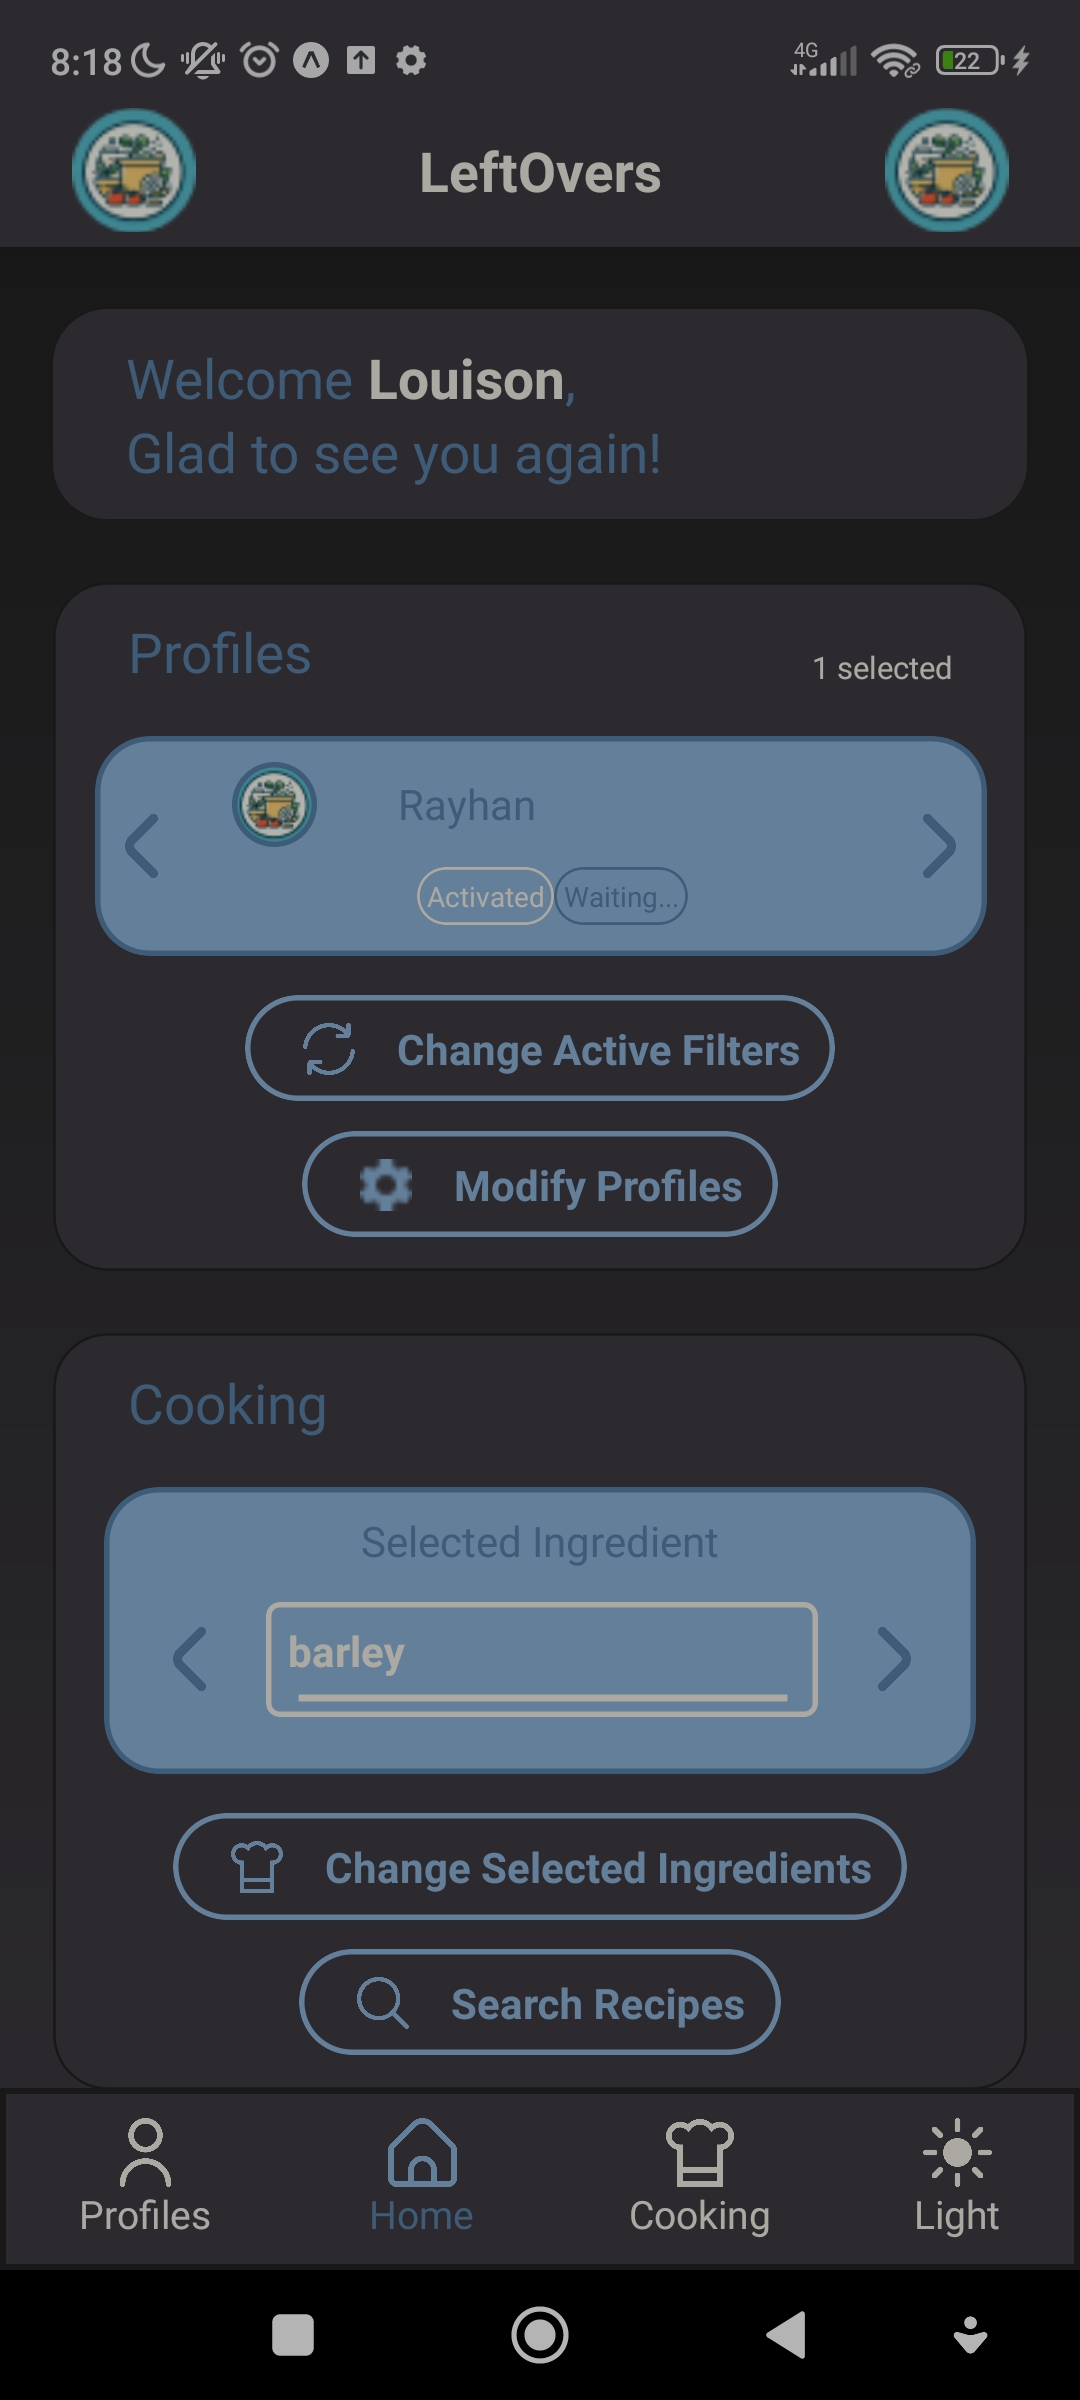 8:18
4G
22
LeftOvers
Welcome Louison,
Glad to see you again!
Profiles
1 selected
Rayhan
Activated Waiting...
Change Active Filters
Modify Profiles
Cooking
Selected Ingredient
barley
Change Selected Ingredients
Search Recipes
Profiles Home Cooking Light